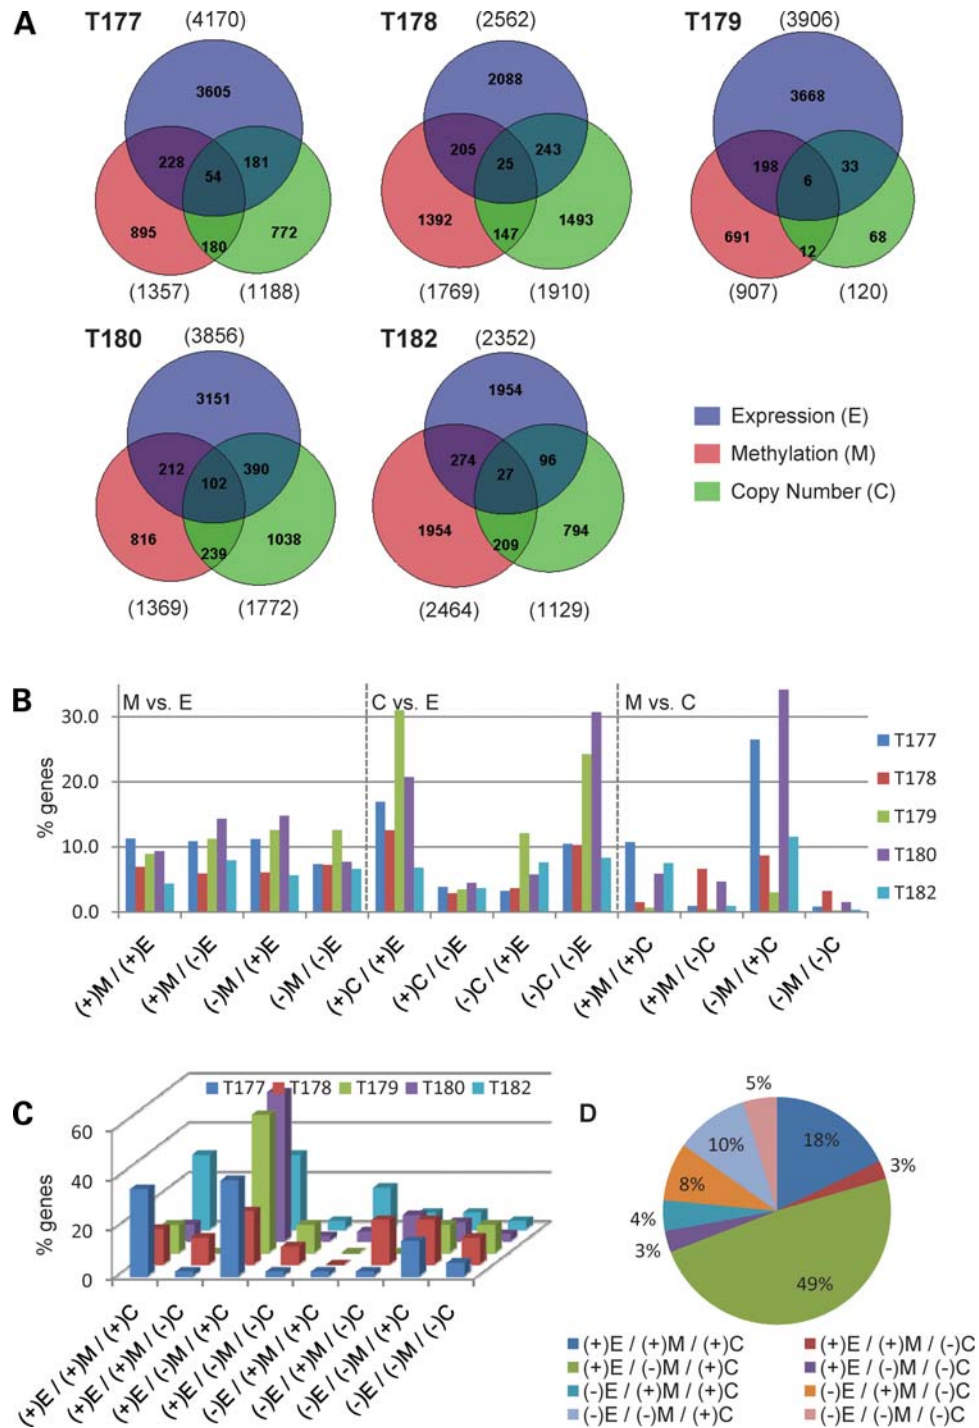 A
T177 (4170)
3605
228 54 181
895 180 772
(1357) (1188)
T178 (2562)
2088
205 25 243
1392 147 1493
(1769) (1910)
T179 (3906)
3668
198 6 33
691 12 68
(907) (120)
T180 (3856)
3151
212 102 390
816 239 1038
(1369) (1772)
T182 (2352)
1954
274 27 96
1954 209 794
(2464) (1129)
Expression (E)
Methylation (M)
Copy Number (C)
B
M vs. E
C vs. E
M vs. C
% genes
30.0
20.0
10.0
0.0
(+)M / (+)E
(+)M / (-)E
(-)M / (+)E
(-)M / (-)E
(+)C / (+)E
(+)C / (-)E
(-)C / (+)E
(-)C / (-)E
(+)M / (+)C
(+)M / (-)C
(-)M / (+)C
(-)M / (-)C
T177
T178
T179
T180
T182
C
T177 T178 T179 T180 T182
% genes
60
40
20
0
(+)E / (+)M / (+)C
(+)E / (+)M / (-)C
(+)E / (-)M / (+)C
(+)E / (-)M / (-)C
(-)E / (+)M / (+)C
(-)E / (+)M / (-)C
(-)E / (-)M / (+)C
(-)E / (-)M / (-)C
D
5%
18%
3%
49%
3%
4%
8%
10%
(+)E / (+)M / (+)C
(+)E / (+)M / (-)C
(+)E / (-)M / (+)C
(+)E / (-)M / (-)C
(-)E / (+)M / (+)C
(-)E / (+)M / (-)C
(-)E / (-)M / (+)C
(-)E / (-)M / (-)C